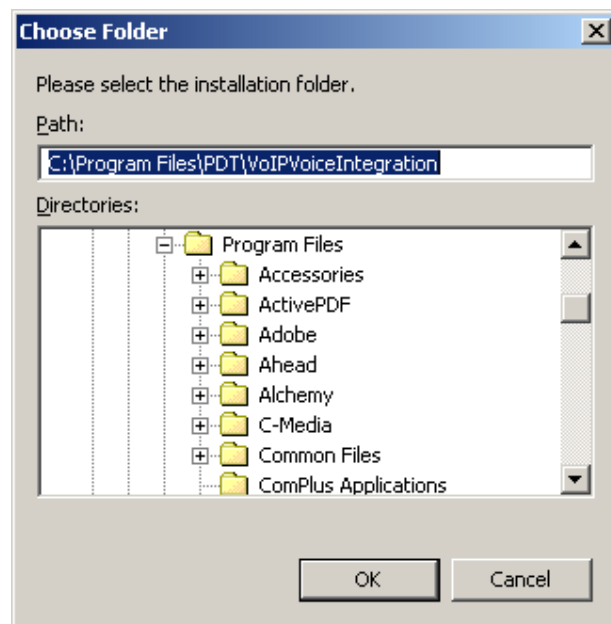 Choose Folder
Please select the installation folder.
Path:
C:\Program Files\PDT\VoIPVoiceIntegration
Directories:
Program Files
Accessories
ActivePDF
Adobe
Ahead
Alchemy
C-Media
Common Files
ComPlus Applications
OK Cancel